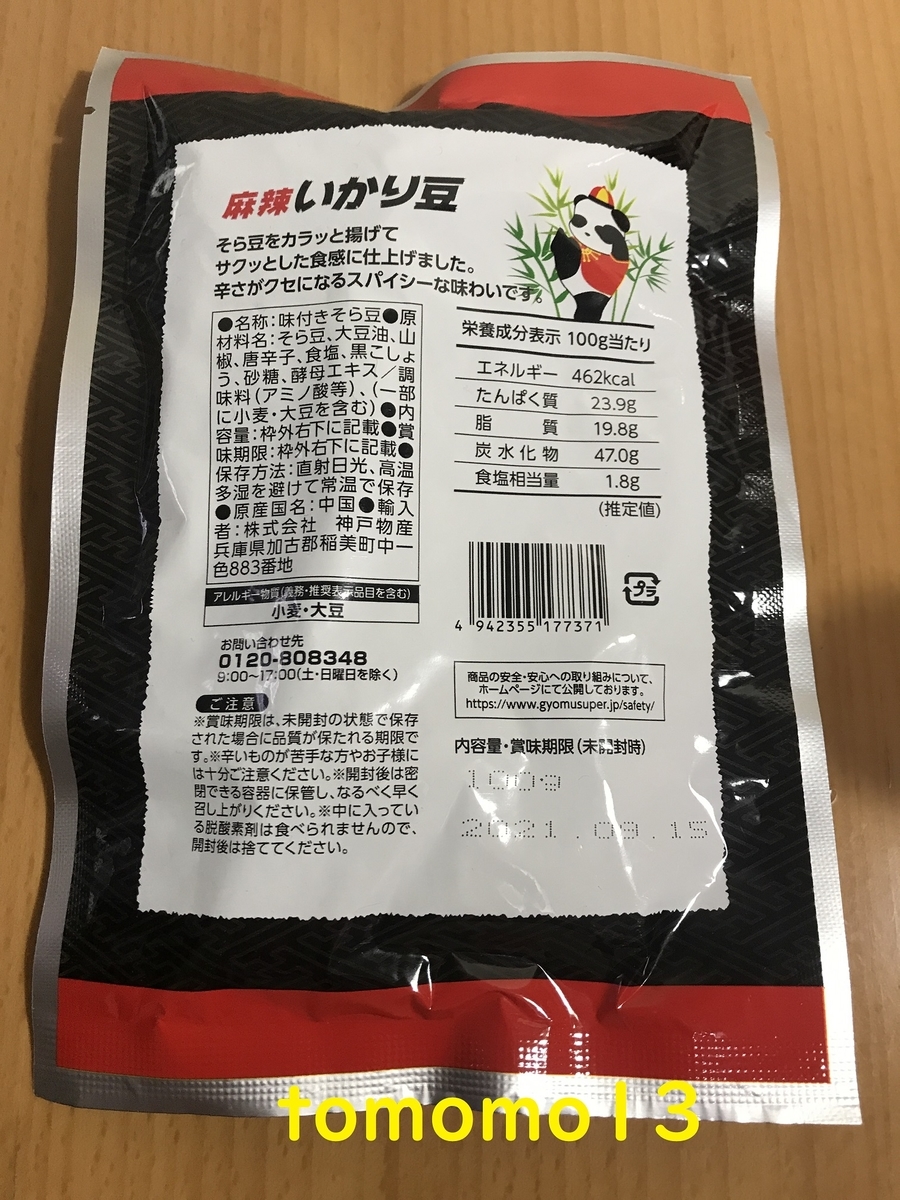 麻辣いかり豆
そら豆をカラッと揚げて
サクッとした食感に仕上げました。
辛さがクセになるスパイシーな味わいです。
●名称：味付きそら豆●原
材料名：そら豆、大豆油、山
椒、唐辛子、食塩、黒こしょ
う、砂糖、酵母エキス／調
味料（アミノ酸等）、（一部
に小麦・大豆を含む）●内
容量：枠外右下に記載●賞
味期限：枠外右下に記載●
保存方法：直射日光、高温
多湿を避けて常温で保存
●原産国名：中国●輸入
者：株式会社　神戸物産
兵庫県加古郡稲美町中一
色883番地
アレルギー物質（義務・推奨表示品目を含む）
小麦・大豆
お問い合わせ先
0120-808348
9:00〜17:00（土・日曜日を除く）
ご注意
※賞味期限は、未開封の状態で保存
された場合に品質が保たれる期限で
す。※辛いものが苦手な方やお子様に
は十分ご注意ください。※開封後は密
閉できる容器に保管し、なるべく早く
召し上がりください。※中に入ってい
る脱酸素剤は食べられませんので、
開封後は捨ててください。
栄養成分表示 100g当たり
エネルギー 462kcal
たんぱく質 23.9g
脂質 19.8g
炭水化物 47.0g
食塩相当量 1.8g
（推定値）
4 942355 177371
プラ
商品の安全・安心への取り組みについて、
ホームページにて公開しております。
https://www.gyomusuper.jp/safety/
内容量・賞味期限（未開封時）
100g
2021.09.15
tomomo13